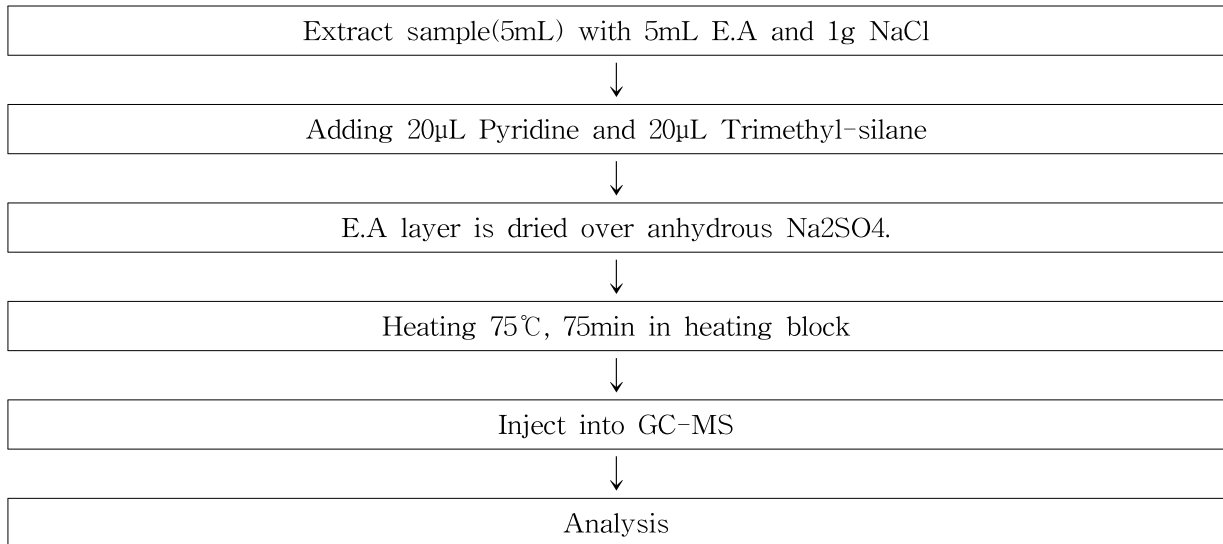 Extract sample(5mL) with 5mL E.A and 1g NaCl
Adding 20μL Pyridine and 20μL Trimethyl-silane
E.A layer is dried over anhydrous Na2SO4.
Heating 75℃, 75min in heating block
Inject into GC-MS
Analysis